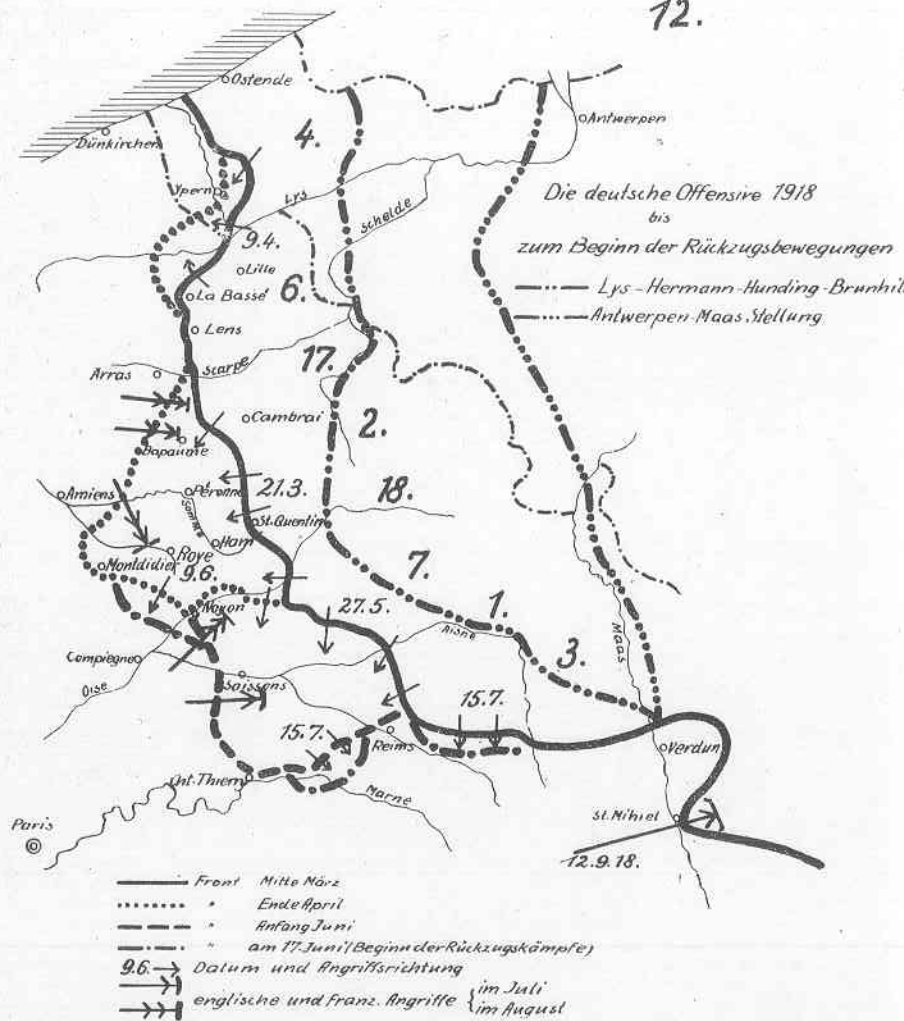 12.
Ostende
Antwerpen
Dünkirchen
4.
Ypern
Lys
Schelde
Die deutsche Offensive 1918
bis
zum Beginn der Rückzugsbewegungen
9.4.
Lille
6.
La Bassé
Lys-Hermann-Hunding-Brunhil
Antwerpen-Maas.Stellung
Lens
17.
Arras
Scarpe
Cambrai
2.
Bapaume
Amiens
Péronne
21.3.
18.
Somme
St.Quentin
Ham
Roye
Montdidier
9.6.
7.
Noyon
27.5.
1.
Aisne
3.
Maas
Compiegne
Oise
Soissons
15.7.
15.7.
Reims
Verdun
Cht.Thierry
Marne
St.Mihiel
Paris
12.9.18.
Front Mitte März
" Ende April
" Anfang Juni
" am 17. Juni (Beginn der Rückzugskämpfe)
9.6. Datum und Angriffsrichtung
englische und franz. Angriffe { im Juli
im August